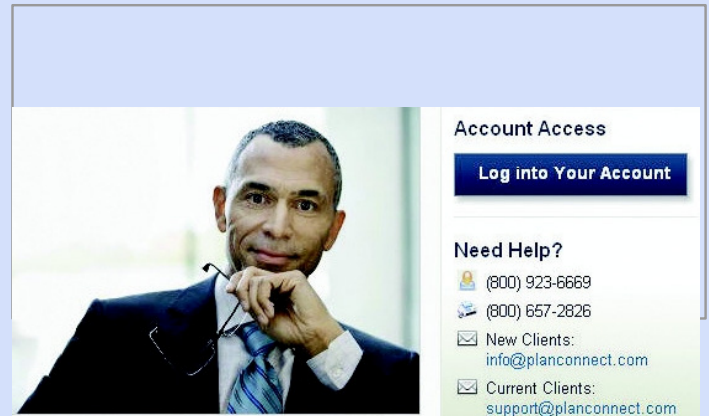 Account Access
Log into Your Account
Need Help?
(800) 923-6669
(800) 657-2826
New Clients:
info@planconnect.com
Current Clients:
support@planconnect.com